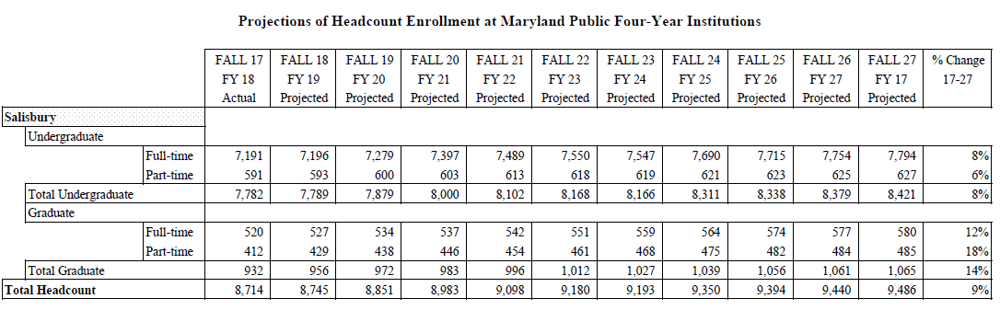 Projections of Headcount Enrollment at Maryland Public Four-Year Institutions
FALL 17 FALL 18 FALL 19 FALL 20 FALL 21 FALL 22 FALL 23 FALL 24 FALL 25 FALL 26 FALL 27 % Change
FY 18 FY 19 FY 20 FY 21 FY 22 FY 23 FY 24 FY 25 FY 26 FY 27 FY 17 17-27
Actual Projected Projected Projected Projected Projected Projected Projected Projected Projected Projected
Salisbury
Undergraduate
Full-time 7,191 7,196 7,279 7,397 7,489 7,550 7,547 7,690 7,715 7,754 7,794 8%
Part-time 591 593 600 603 613 618 619 621 623 625 627 6%
Total Undergraduate 7,782 7,789 7,879 8,000 8,102 8,168 8,166 8,311 8,338 8,379 8,421 8%
Graduate
Full-time 520 527 534 537 542 551 559 564 574 577 580 12%
Part-time 412 429 438 446 454 461 468 475 482 484 485 18%
Total Graduate 932 956 972 983 996 1,012 1,027 1,039 1,056 1,061 1,065 14%
Total Headcount 8,714 8,745 8,851 8,983 9,098 9,180 9,193 9,350 9,394 9,440 9,486 9%